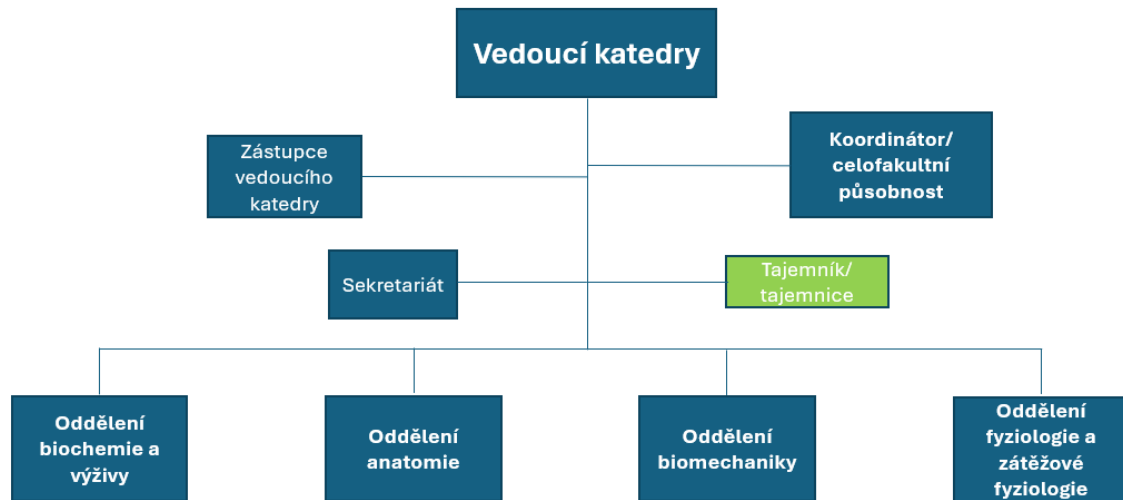 Vedoucí katedry
Zástupce
vedoucího
katedry
Koordinátor/
celofakultní
působnost
Sekretariát
Tajemník/
tajemnice
Oddělení
biochemie a
výživy
Oddělení
anatomie
Oddělení
biomechaniky
Oddělení
fyziologie a
zátěžové
fyziologie